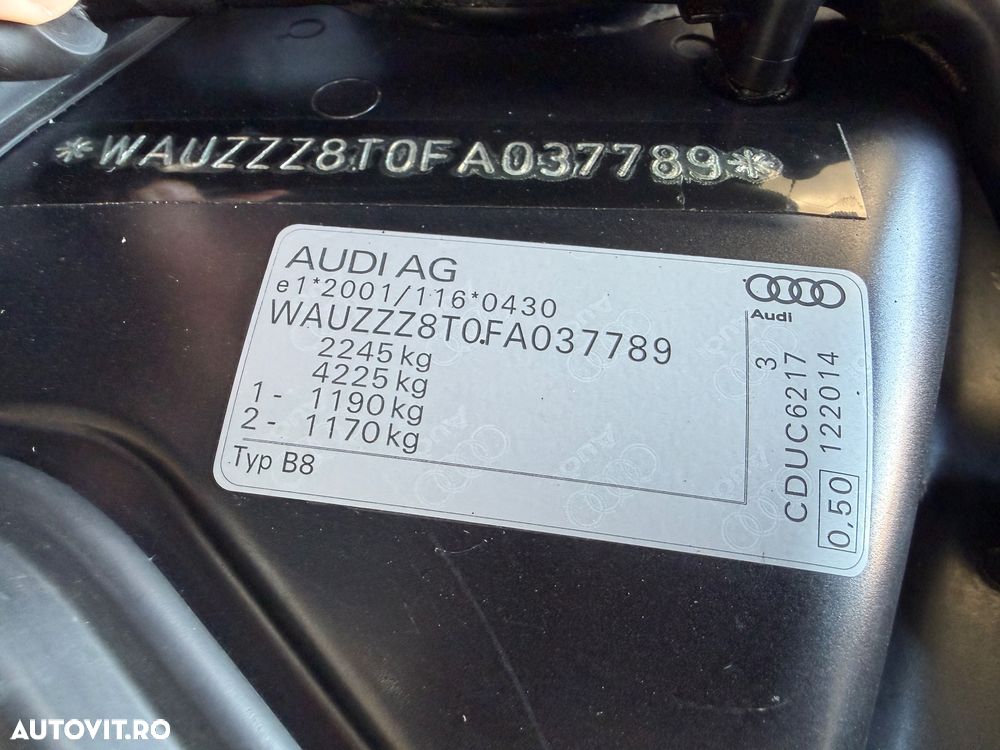 *WAUZZZ8T0FA037789*
AUDI AG
e1*2001/116*0430
WAUZZZ8T0FA037789
2245 kg
4225 kg
1 - 1190 kg
2 - 1170 kg
Typ B8
Audi
3
CDUC6217
122014
0,50
AUTOVIT.RO